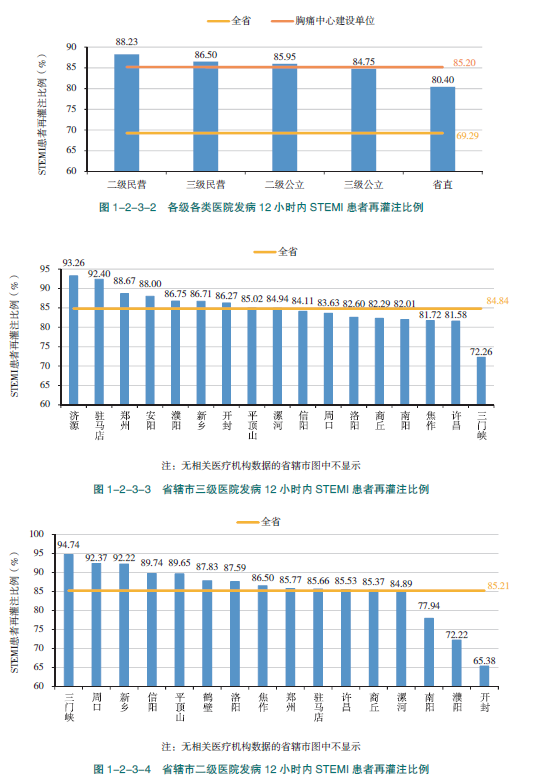 全省 胸痛中心建设单位
STEMI患者再灌注比例（%）
90
85
80
75
70
65
60
88.23 86.50 85.95 84.75 80.40
85.20
69.29
二级民营 三级民营 二级公立 三级公立 省直
图 1-2-3-2 各级各类医院发病 12 小时内 STEMI 患者再灌注比例
全省
STEMI患者再灌注比例（%）
95
90
85
80
75
70
65
60
93.26 92.40 88.67 88.00 86.75 86.71 86.27 85.02 84.94 84.11 83.63 82.60 82.29 82.01 81.72 81.58 72.26
84.84
济源 驻马店 郑州 安阳 濮阳 新乡 开封 平顶山 漯河 信阳 周口 洛阳 商丘 南阳 焦作 许昌 三门峡
注：无相关医疗机构数据的省辖市图中不显示
图 1-2-3-3 省辖市三级医院发病 12 小时内 STEMI 患者再灌注比例
全省
STEMI患者再灌注比例（%）
100
95
90
85
80
75
70
65
60
94.74 92.37 92.22 89.74 89.65 87.83 87.59 86.50 85.77 85.66 85.53 85.37 84.89 77.94 72.22 65.38
85.21
三门峡 周口 新乡 信阳 平顶山 鹤壁 洛阳 焦作 郑州 驻马店 许昌 商丘 漯河 南阳 濮阳 开封
注：无相关医疗机构数据的省辖市图中不显示
图 1-2-3-4 省辖市二级医院发病 12 小时内 STEMI 患者再灌注比例